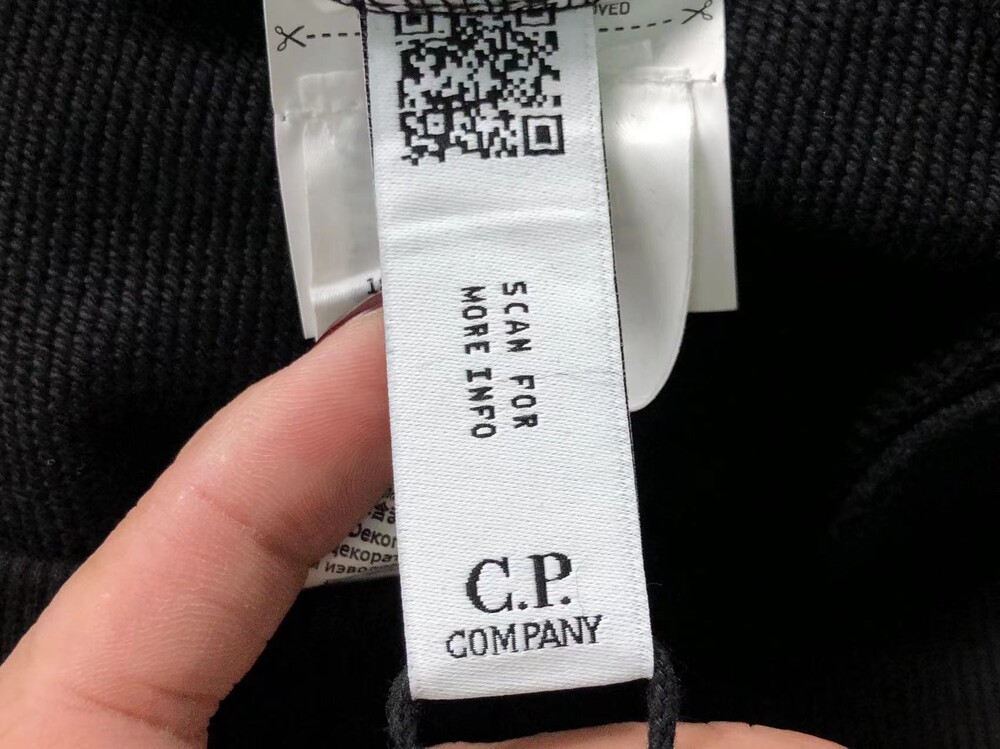 SCAN FOR
MORE INFO
C.P.
COMPANY